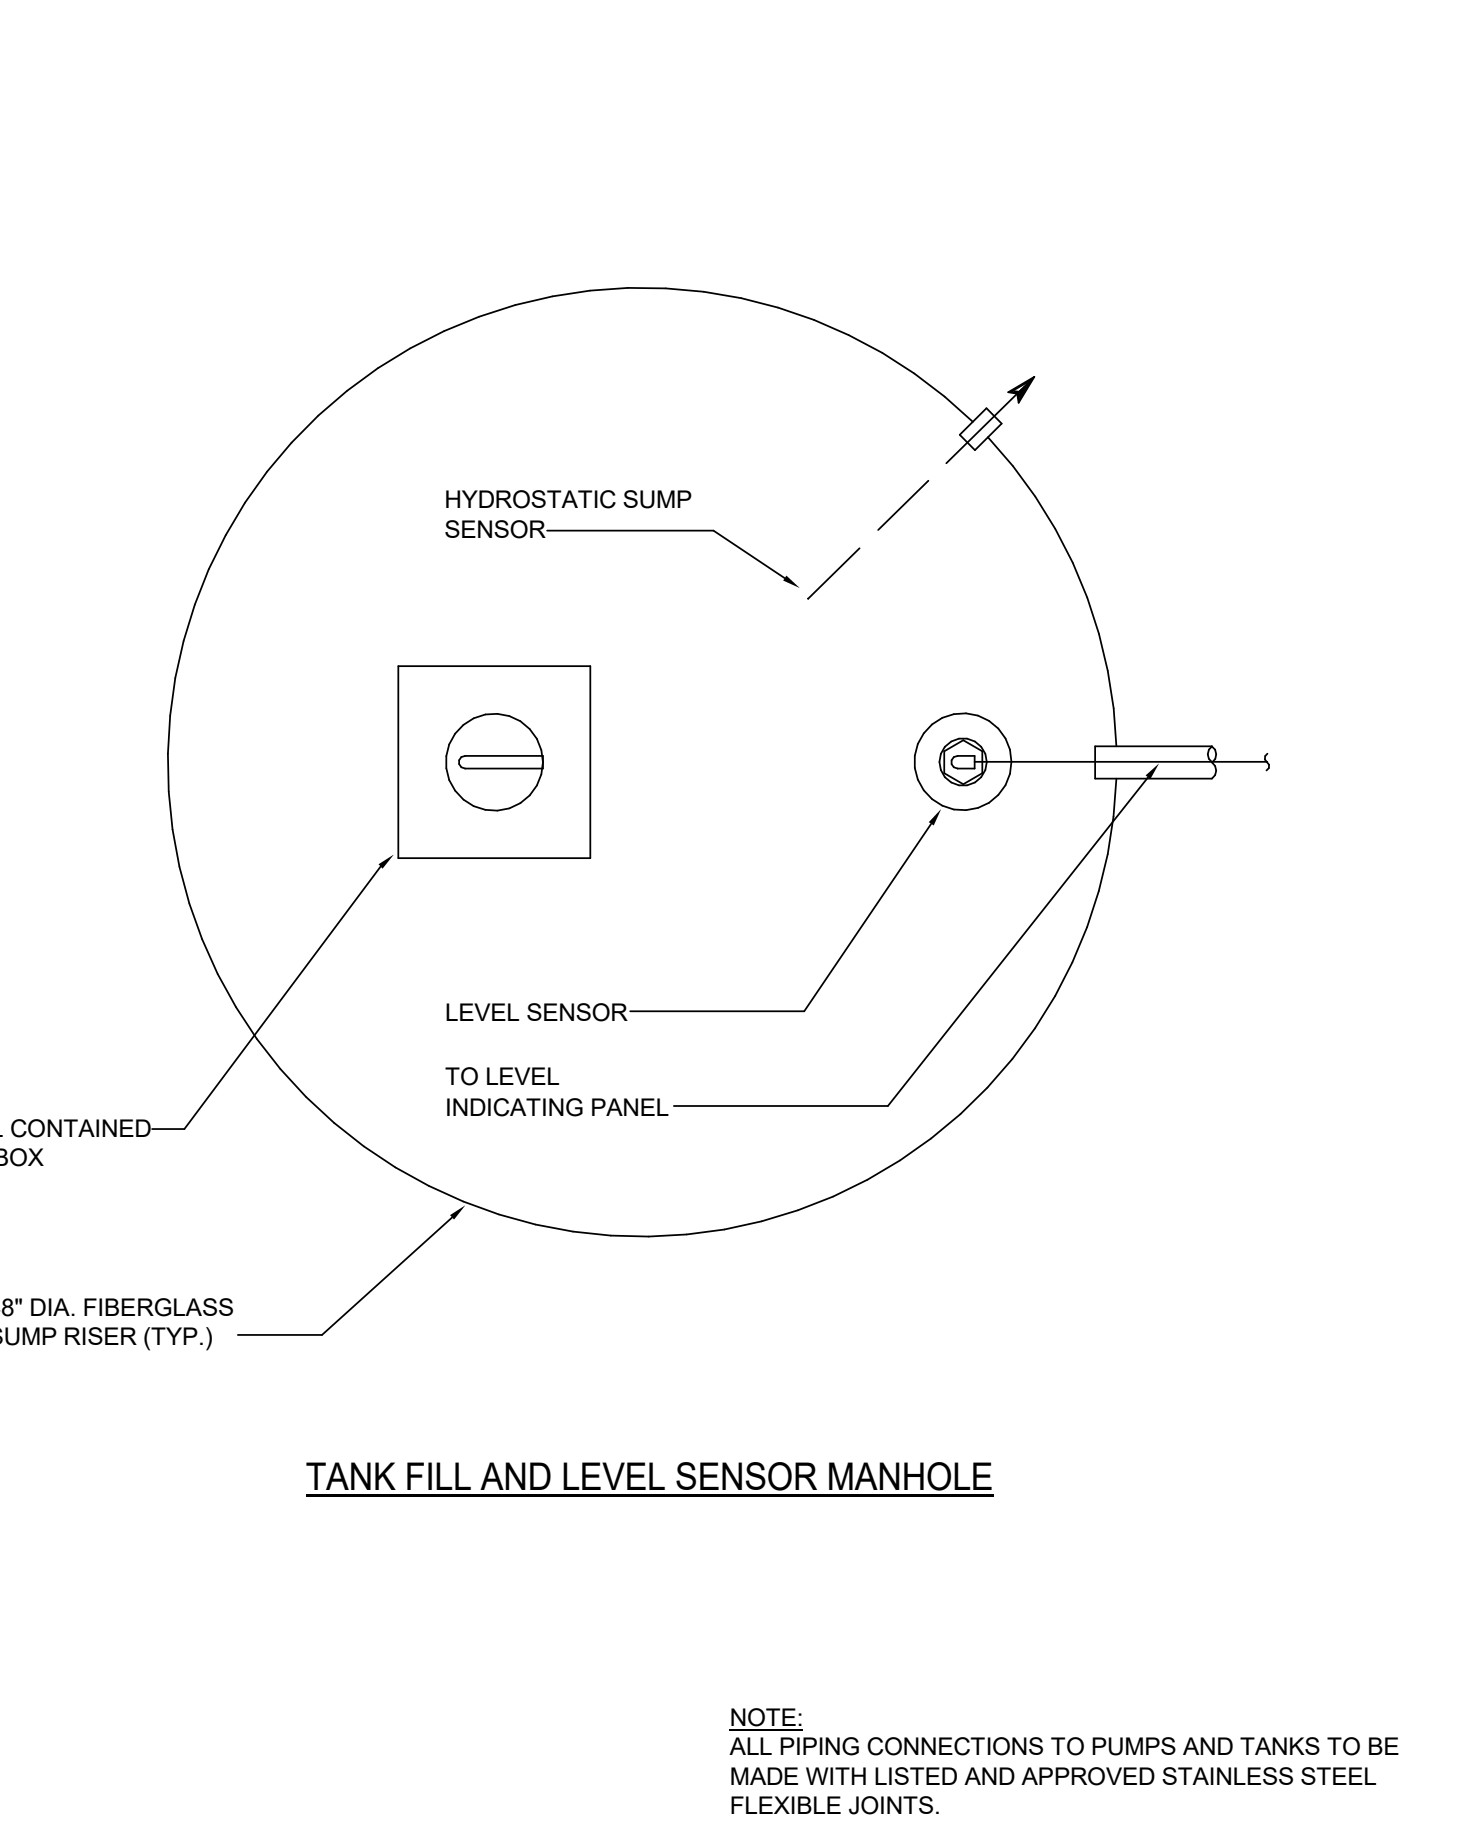 HYDROSTATIC SUMP
SENSOR
LEVEL SENSOR
TO LEVEL
INDICATING PANEL
CONTAINED
BOX
8" DIA. FIBERGLASS
SUMP RISER (TYP.)
TANK FILL AND LEVEL SENSOR MANHOLE
NOTE:
ALL PIPING CONNECTIONS TO PUMPS AND TANKS TO BE
MADE WITH LISTED AND APPROVED STAINLESS STEEL
FLEXIBLE JOINTS.